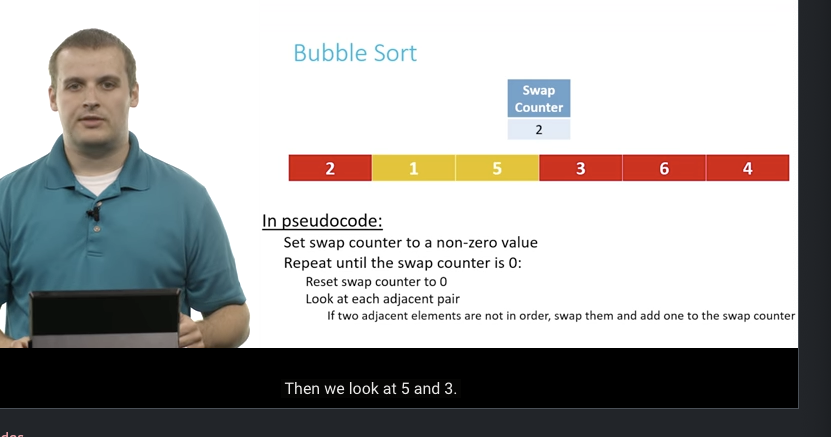 Bubble Sort
Swap
Counter
2
2 1 5 3 6 4
In pseudocode:
Set swap counter to a non-zero value
Repeat until the swap counter is 0:
Reset swap counter to 0
Look at each adjacent pair
If two adjacent elements are not in order, swap them and add one to the swap counter
Then we look at 5 and 3.